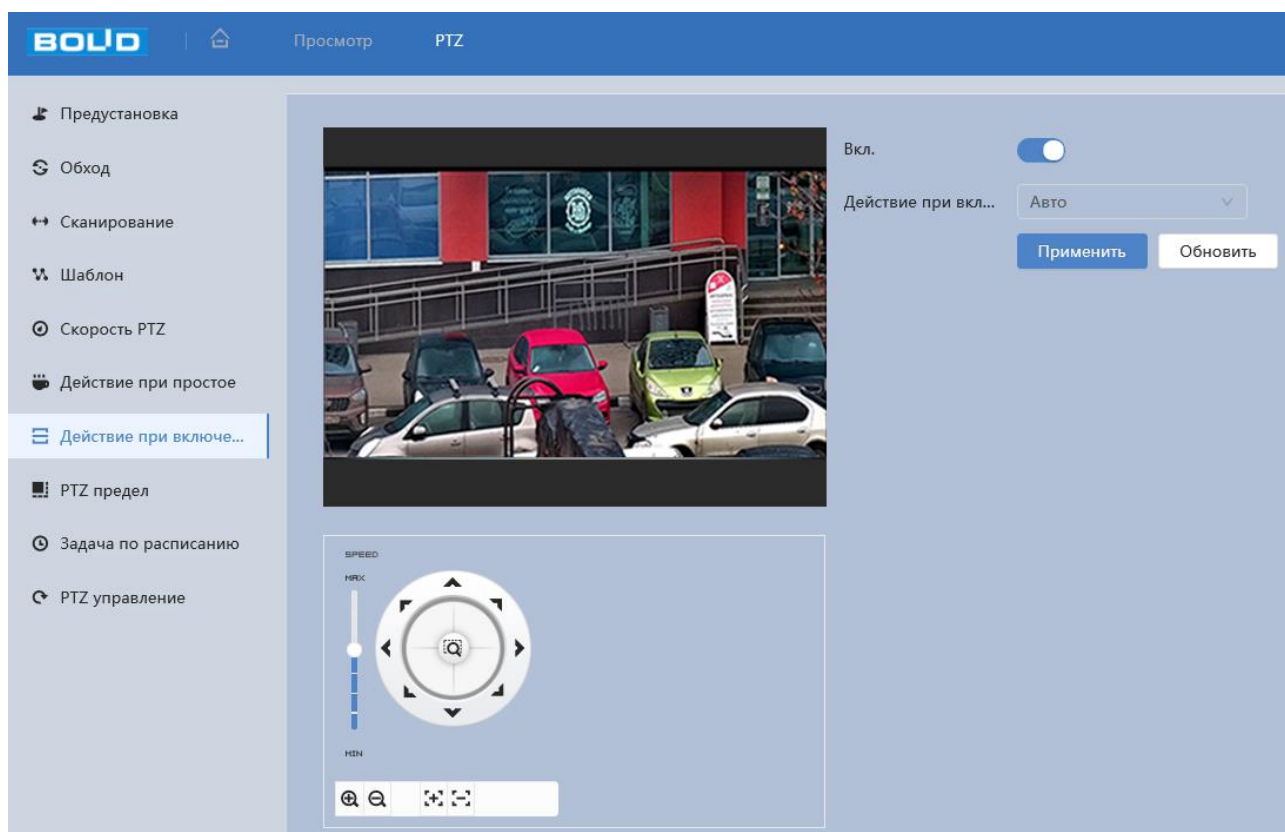 BOLID
Просмотр
PTZ
Предустановка
Обход
Сканирование
Шаблон
Скорость PTZ
Действие при простое
Действие при включе...
PTZ предел
Задача по расписанию
PTZ управление
Вкл.
Действие при вкл...
Авто
Применить
Обновить
SPEED
MAX
MIN